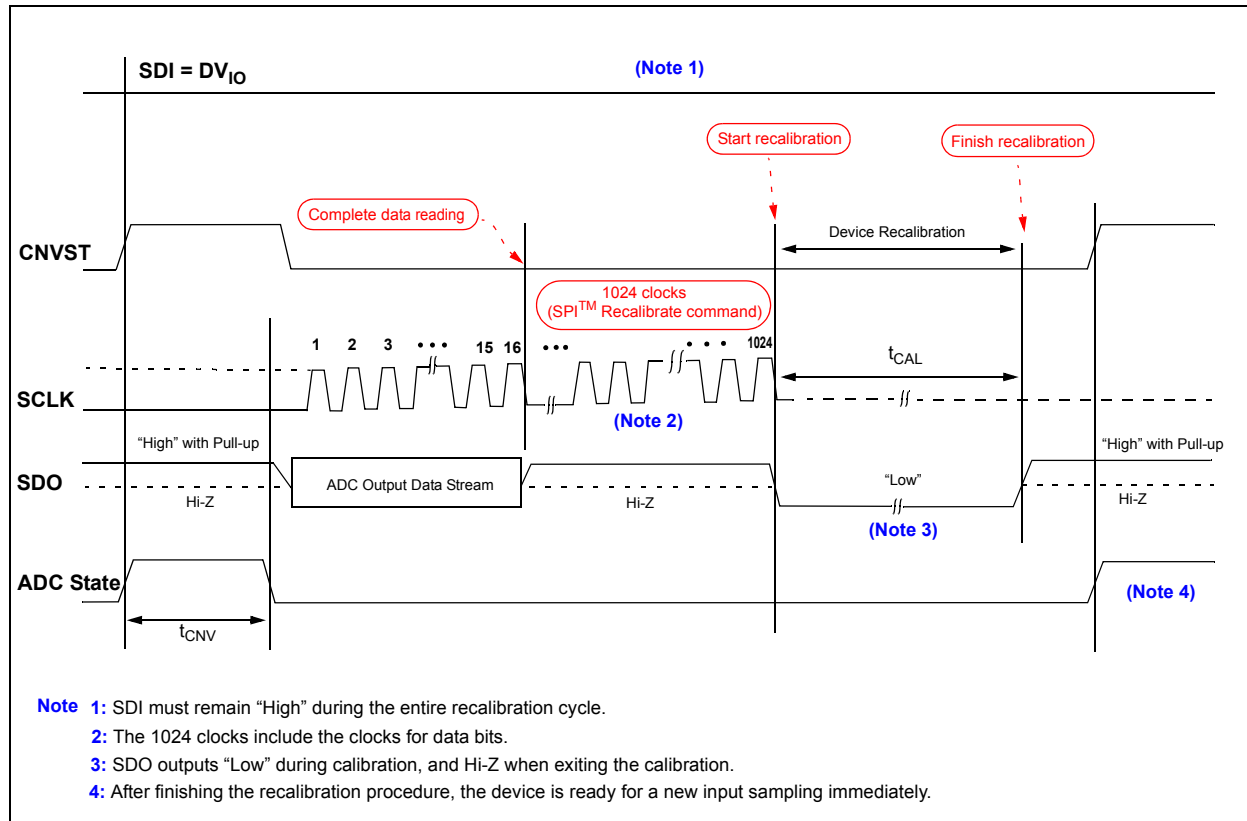 SDI = DVIO
(Note 1)
Start recalibration
Finish recalibration
Complete data reading
Device Recalibration
CNVST
1024 clocks
(SPI™ Recalibrate command)
1 2 3 ••• 15 16 ••• • • • 1024
tCAL
SCLK
(Note 2)
"High" with Pull-up
"High" with Pull-up
SDO
ADC Output Data Stream
"Low"
Hi-Z
Hi-Z
Hi-Z
(Note 3)
ADC State
(Note 4)
tCNV
Note 1: SDI must remain “High” during the entire recalibration cycle.
2: The 1024 clocks include the clocks for data bits.
3: SDO outputs “Low” during calibration, and Hi-Z when exiting the calibration.
4: After finishing the recalibration procedure, the device is ready for a new input sampling immediately.